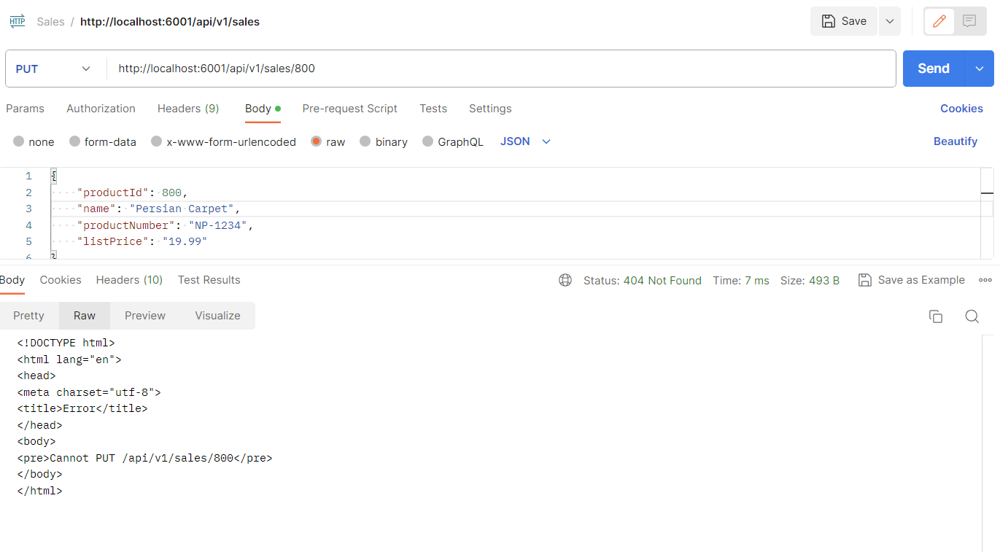 HTTP Sales / http://localhost:6001/api/v1/sales Save
PUT http://localhost:6001/api/v1/sales/800 Send
Params Authorization Headers (9) Body Pre-request Script Tests Settings Cookies
none form-data x-www-form-urlencoded raw binary GraphQL JSON Beautify
1 {
2 "productId": 800,
3 "name": "Persian Carpet",
4 "productNumber": "NP-1234",
5 "listPrice": "19.99"
6 }
Body Cookies Headers (10) Test Results Status: 404 Not Found Time: 7 ms Size: 493 B Save as Example
Pretty Raw Preview Visualize
<!DOCTYPE html>
<html lang="en">
<head>
<meta charset="utf-8">
<title>Error</title>
</head>
<body>
<pre>Cannot PUT /api/v1/sales/800</pre>
</body>
</html>